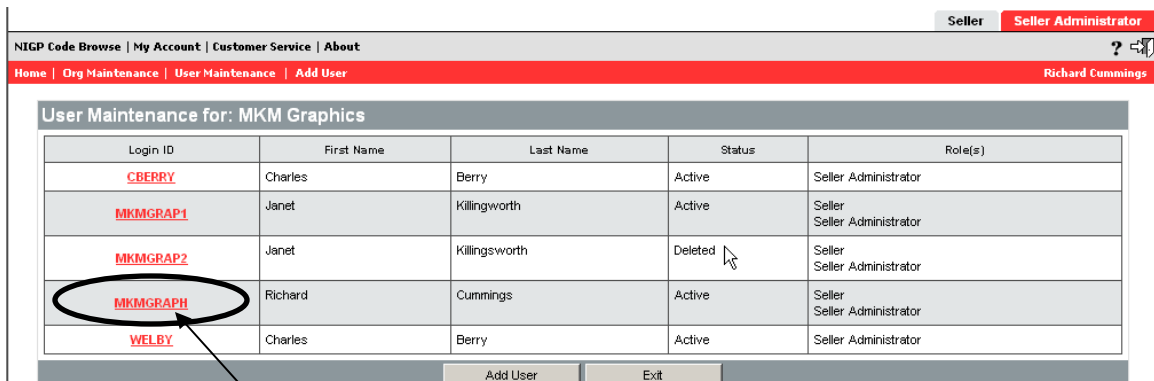 Seller Seller Administrator
NIGP Code Browse | My Account | Customer Service | About ?
Home | Org Maintenance | User Maintenance | Add User Richard Cummings
User Maintenance for: MKM Graphics
Login ID First Name Last Name Status Role(s)
CBERRY Charles Berry Active Seller Administrator
MKMGRAP1 Janet Killingworth Active Seller
Seller Administrator
MKMGRAP2 Janet Killingsworth Deleted Seller
Seller Administrator
MKMGRAPH Richard Cummings Active Seller
Seller Administrator
WELBY Charles Berry Active Seller Administrator
Add User Exit